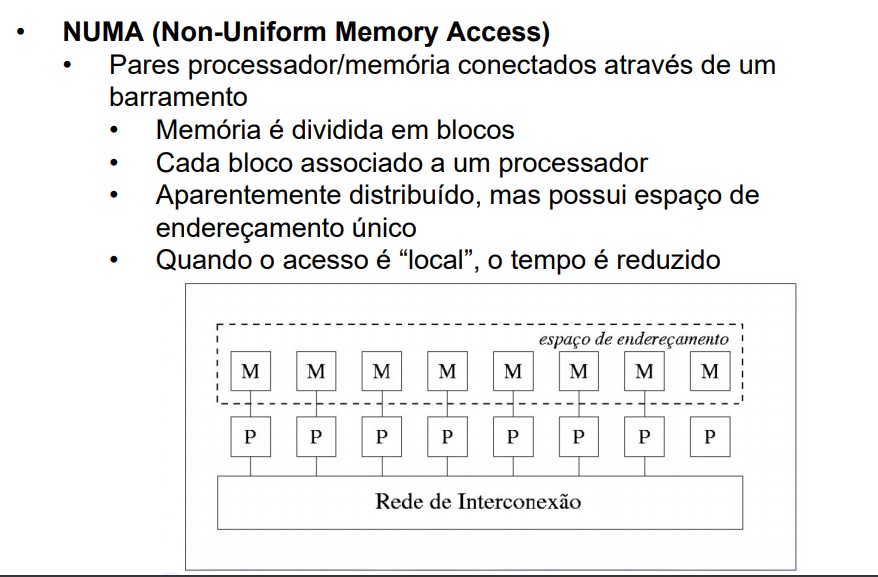 • NUMA (Non-Uniform Memory Access)
• Pares processador/memória conectados através de um
barramento
• Memória é dividida em blocos
• Cada bloco associado a um processador
• Aparentemente distribuído, mas possui espaço de
endereçamento único
• Quando o acesso é “local”, o tempo é reduzido
espaço de endereçamento
M M M M M M M M
P P P P P P P P
Rede de Interconexão